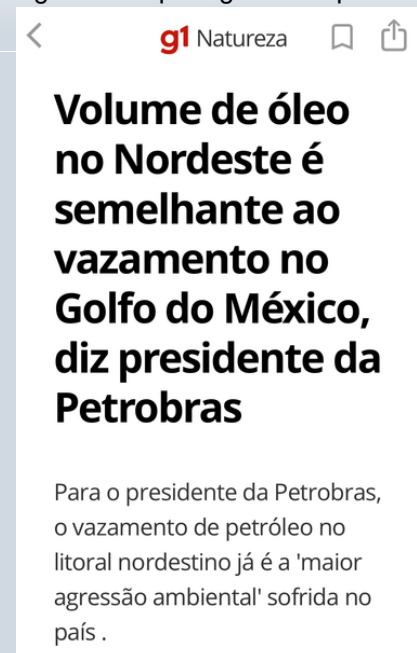 g1 Natureza
Volume de óleo
no Nordeste é
semelhante ao
vazamento no
Golfo do México,
diz presidente da
Petrobras
Para o presidente da Petrobras,
o vazamento de petróleo no
litoral nordestino já é a 'maior
agressão ambiental' sofrida no
país .